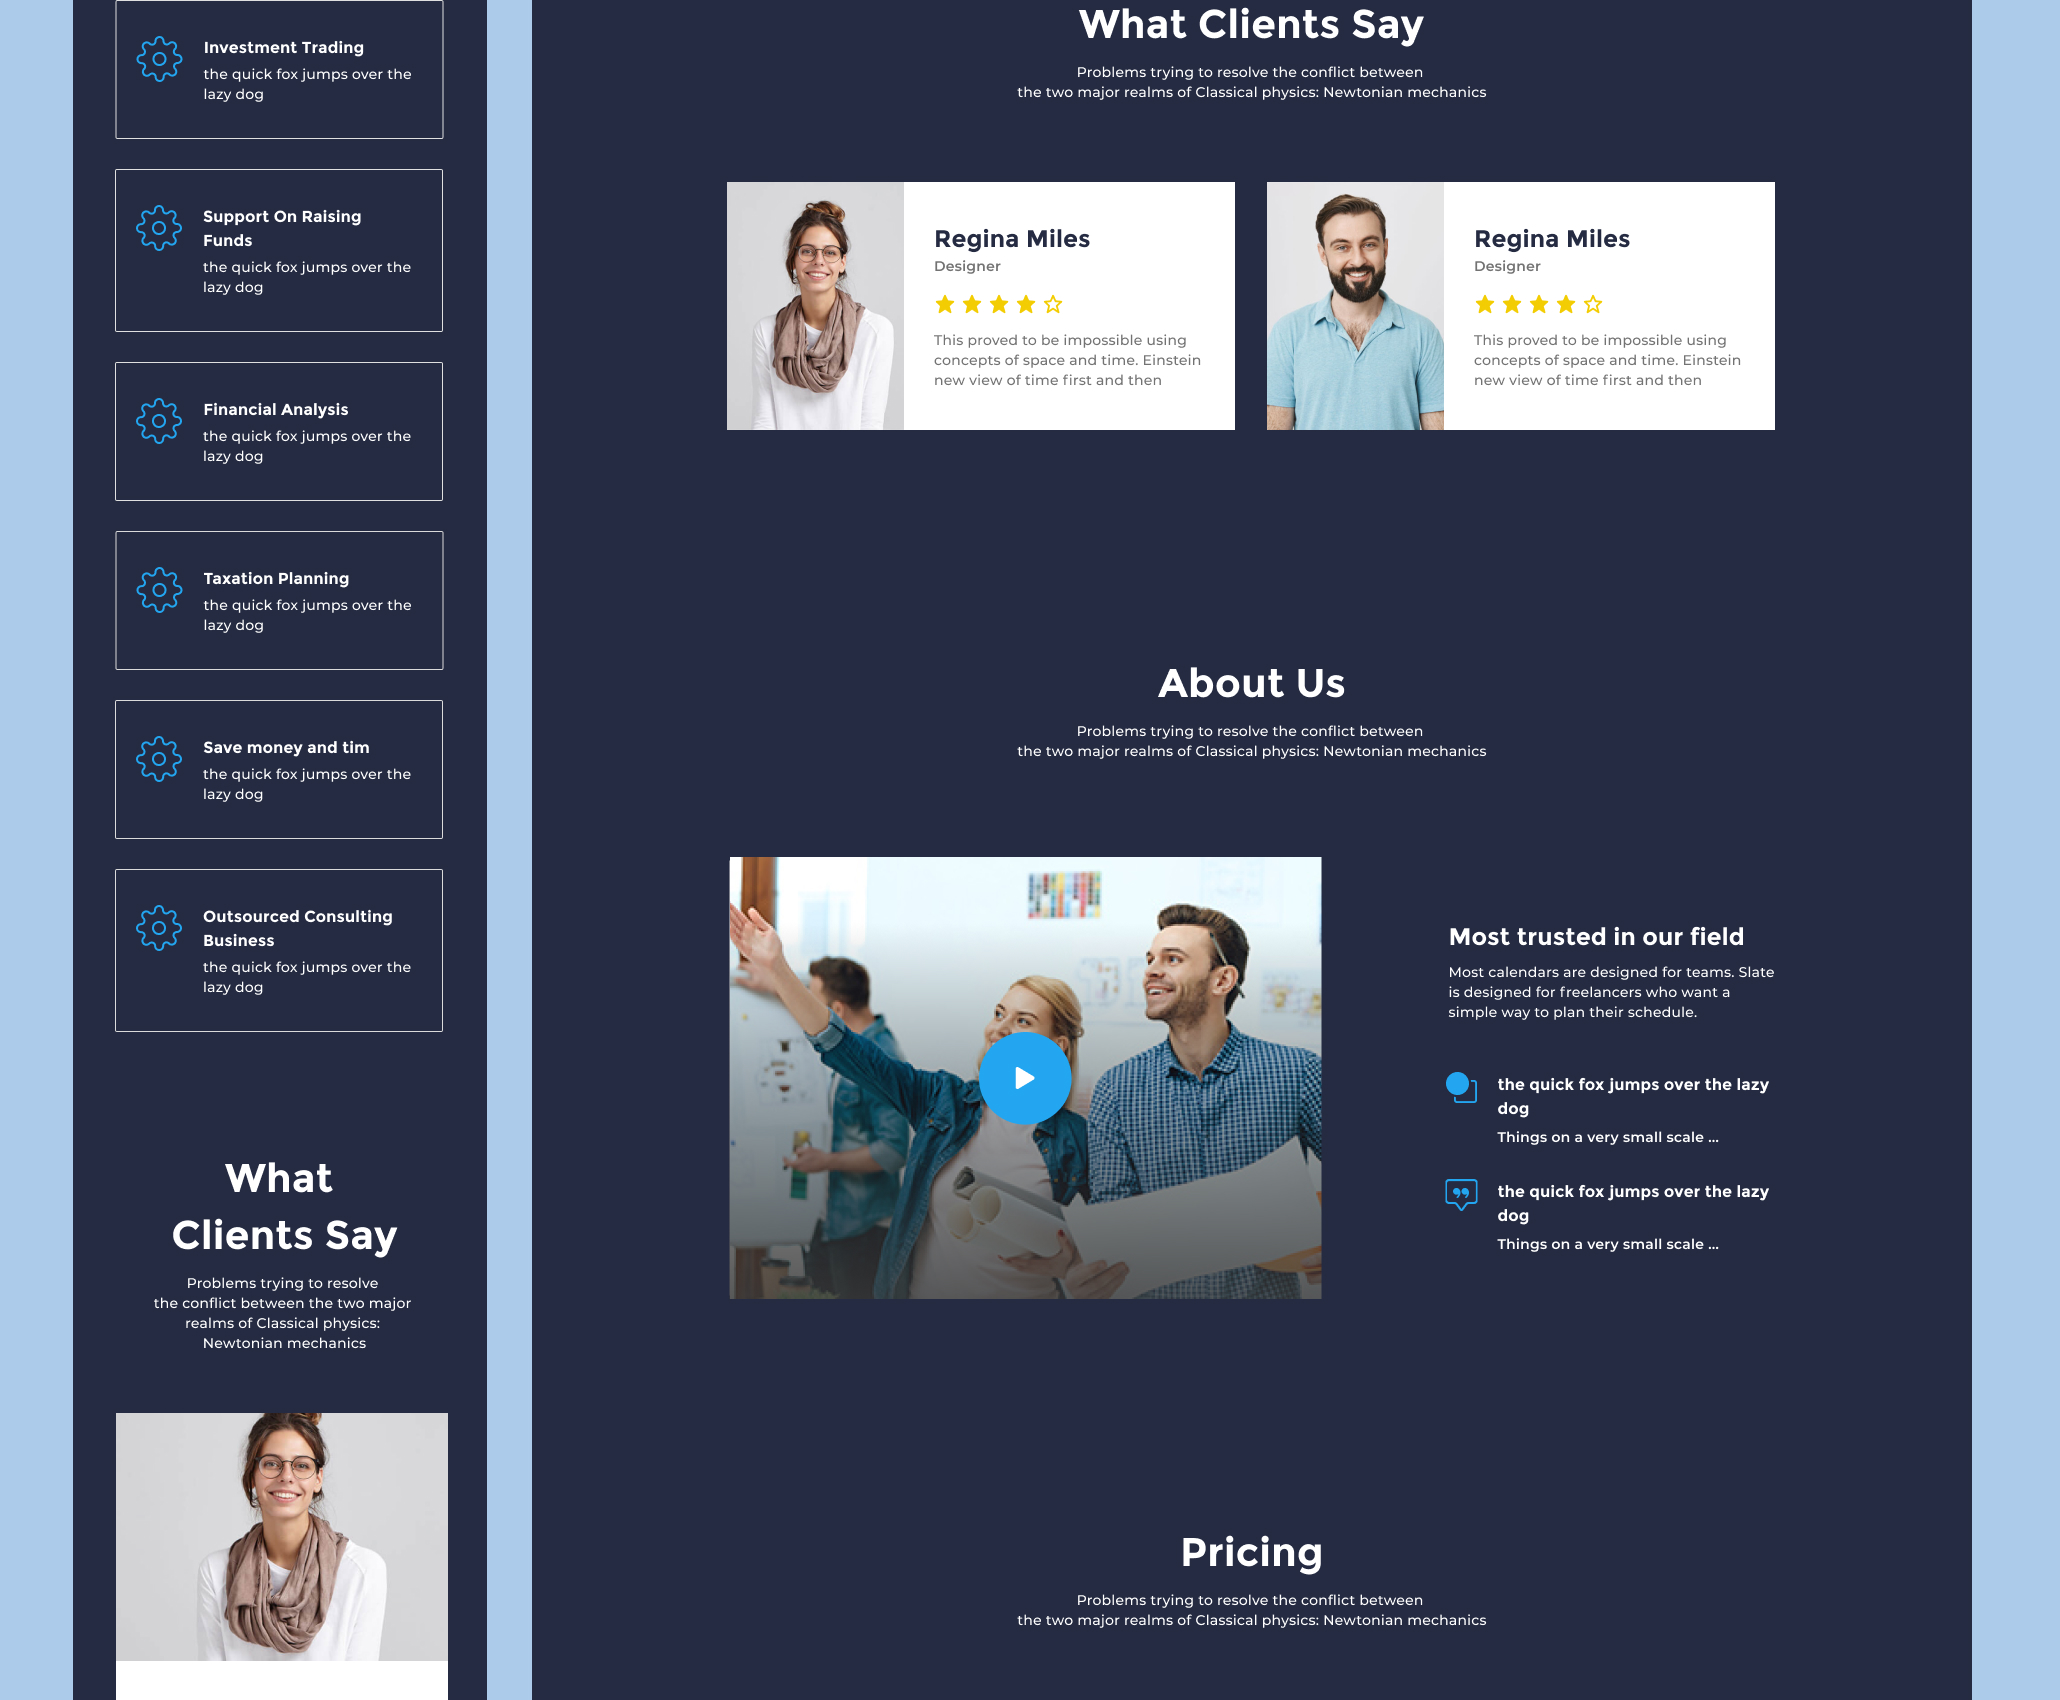 Investment Trading
the quick fox jumps over the
lazy dog
Support On Raising
Funds
the quick fox jumps over the
lazy dog
Financial Analysis
the quick fox jumps over the
lazy dog
Taxation Planning
the quick fox jumps over the
lazy dog
Save money and tim
the quick fox jumps over the
lazy dog
Outsourced Consulting
Business
the quick fox jumps over the
lazy dog
What
Clients Say
Problems trying to resolve
the conflict between the two major
realms of Classical physics:
Newtonian mechanics
What Clients Say
Problems trying to resolve the conflict between
the two major realms of Classical physics: Newtonian mechanics
Regina Miles
Designer
This proved to be impossible using
concepts of space and time. Einstein
new view of time first and then
Regina Miles
Designer
This proved to be impossible using
concepts of space and time. Einstein
new view of time first and then
About Us
Problems trying to resolve the conflict between
the two major realms of Classical physics: Newtonian mechanics
Most trusted in our field
Most calendars are designed for teams. Slate
is designed for freelancers who want a
simple way to plan their schedule.
the quick fox jumps over the lazy
dog
Things on a very small scale ...
the quick fox jumps over the lazy
dog
Things on a very small scale ...
Pricing
Problems trying to resolve the conflict between
the two major realms of Classical physics: Newtonian mechanics